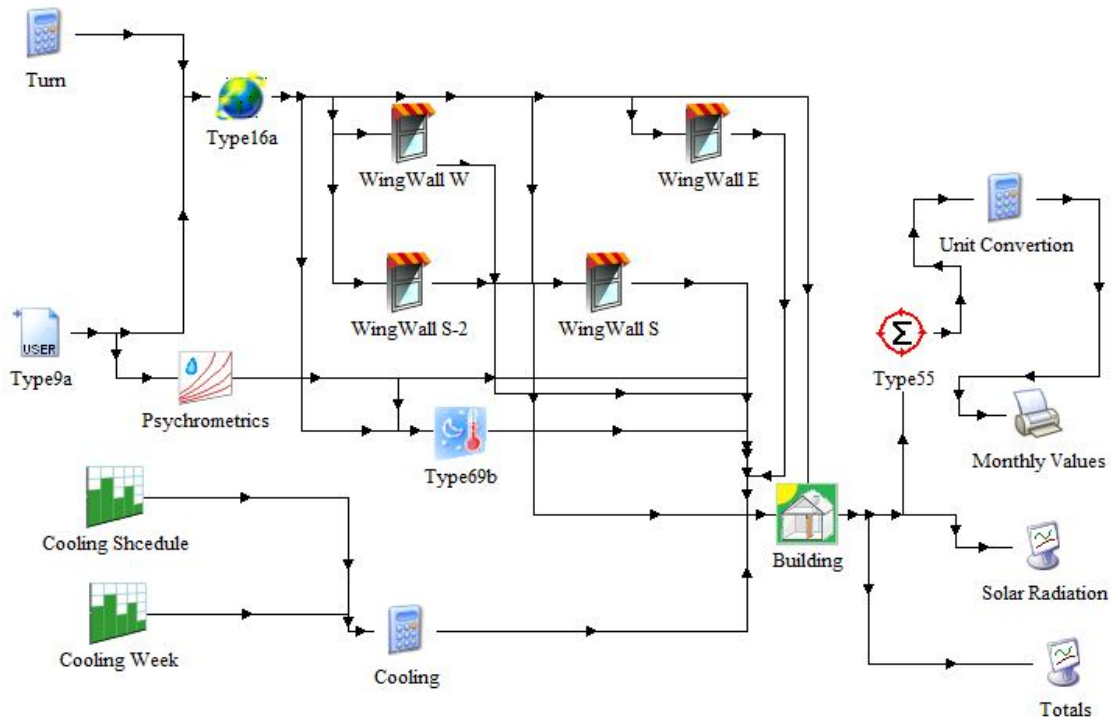 Turn
Type16a
WingWall W
WingWall E
Unit Convertion
WingWall S-2
WingWall S
USER
Type9a
Type55
Psychrometrics
Monthly Values
Type69b
Cooling Shcedule
Building
Solar Radiation
Cooling Week
Cooling
Totals